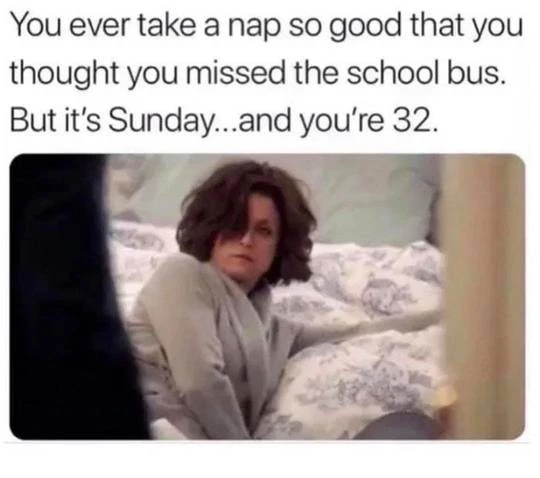 You ever take a nap so good that you
thought you missed the school bus.
But it's Sunday...and you're 32.